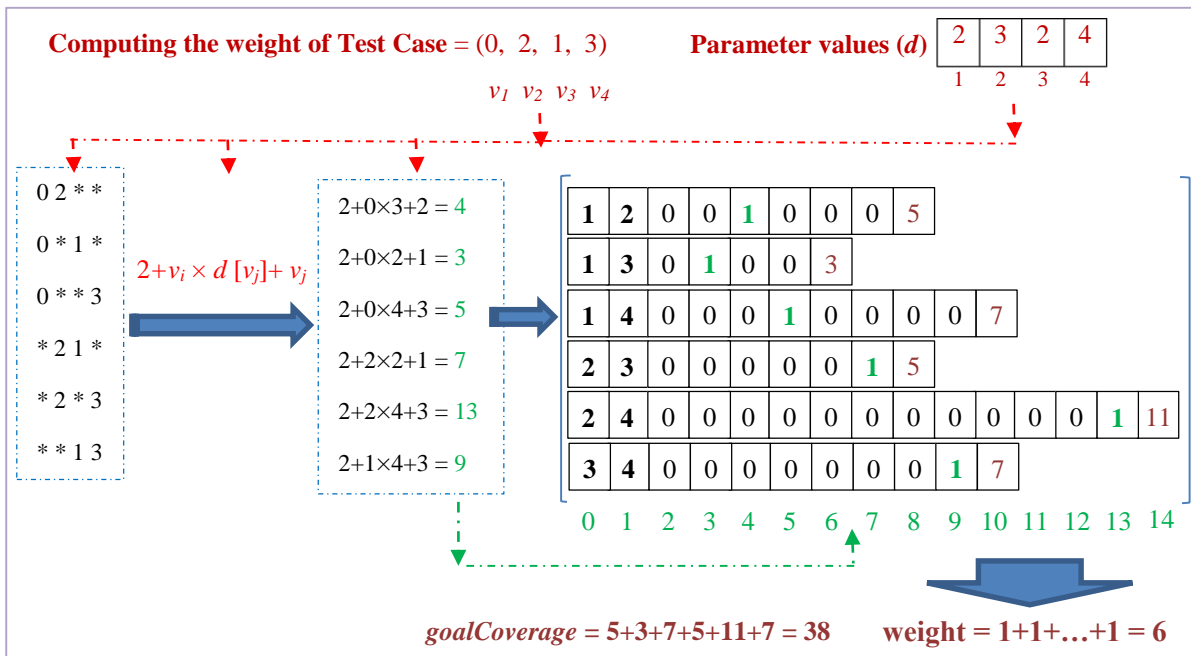 Computing the weight of Test Case = (0, 2, 1, 3)
v1 v2 v3 v4
Parameter values (d)
2 3 2 4
1 2 3 4
0 2 * *
0 * 1 *
0 * * 3
* 2 1 *
* 2 * 3
* * 1 3
2+vi × d [vj]+ vj
2+0×3+2 = 4
2+0×2+1 = 3
2+0×4+3 = 5
2+2×2+1 = 7
2+2×4+3 = 13
2+1×4+3 = 9
1 2 0 0 1 0 0 0 5
1 3 0 1 0 0 3
1 4 0 0 0 1 0 0 0 0 7
2 3 0 0 0 0 0 1 5
2 4 0 0 0 0 0 0 0 0 0 0 0 1 11
3 4 0 0 0 0 0 0 0 1 7
0 1 2 3 4 5 6 7 8 9 10 11 12 13 14
goalCoverage = 5+3+7+5+11+7 = 38
weight = 1+1+…+1 = 6